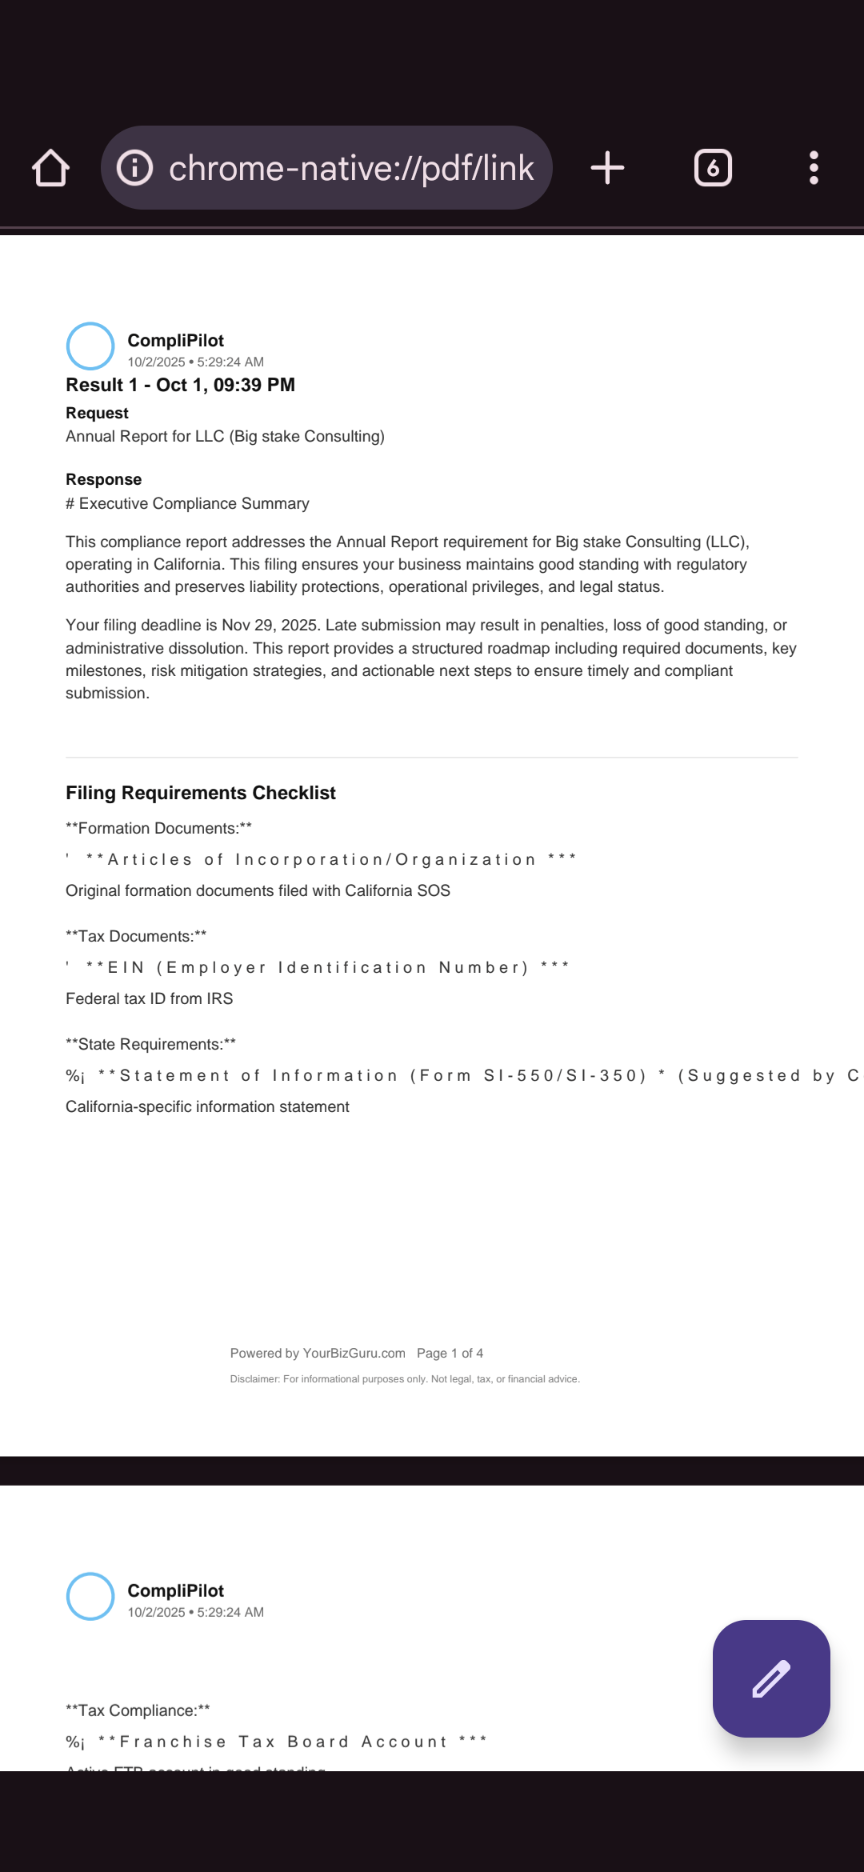 chrome-native://pdf/link
6
CompliPilot
10/2/2025 • 5:29:24 AM
Result 1 - Oct 1, 09:39 PM
Request
Annual Report for LLC (Big stake Consulting)
Response
# Executive Compliance Summary
This compliance report addresses the Annual Report requirement for Big stake Consulting (LLC),
operating in California. This filing ensures your business maintains good standing with regulatory
authorities and preserves liability protections, operational privileges, and legal status.
Your filing deadline is Nov 29, 2025. Late submission may result in penalties, loss of good standing, or
administrative dissolution. This report provides a structured roadmap including required documents, key
milestones, risk mitigation strategies, and actionable next steps to ensure timely and compliant
submission.
Filing Requirements Checklist
**Formation Documents:**
' **Articles of Incorporation/Organization ***
Original formation documents filed with California SOS
**Tax Documents:**
' **EIN (Employer Identification Number) ***
Federal tax ID from IRS
**State Requirements:**
%¡ **Statement of Information (Form SI-550/SI-350) * (Suggested by C
California-specific information statement
Powered by YourBizGuru.com Page 1 of 4
Disclaimer: For informational purposes only. Not legal, tax, or financial advice.
CompliPilot
10/2/2025 • 5:29:24 AM
**Tax Compliance:**
%¡ **Franchise Tax Board Account ***
Active FTB account in good standing